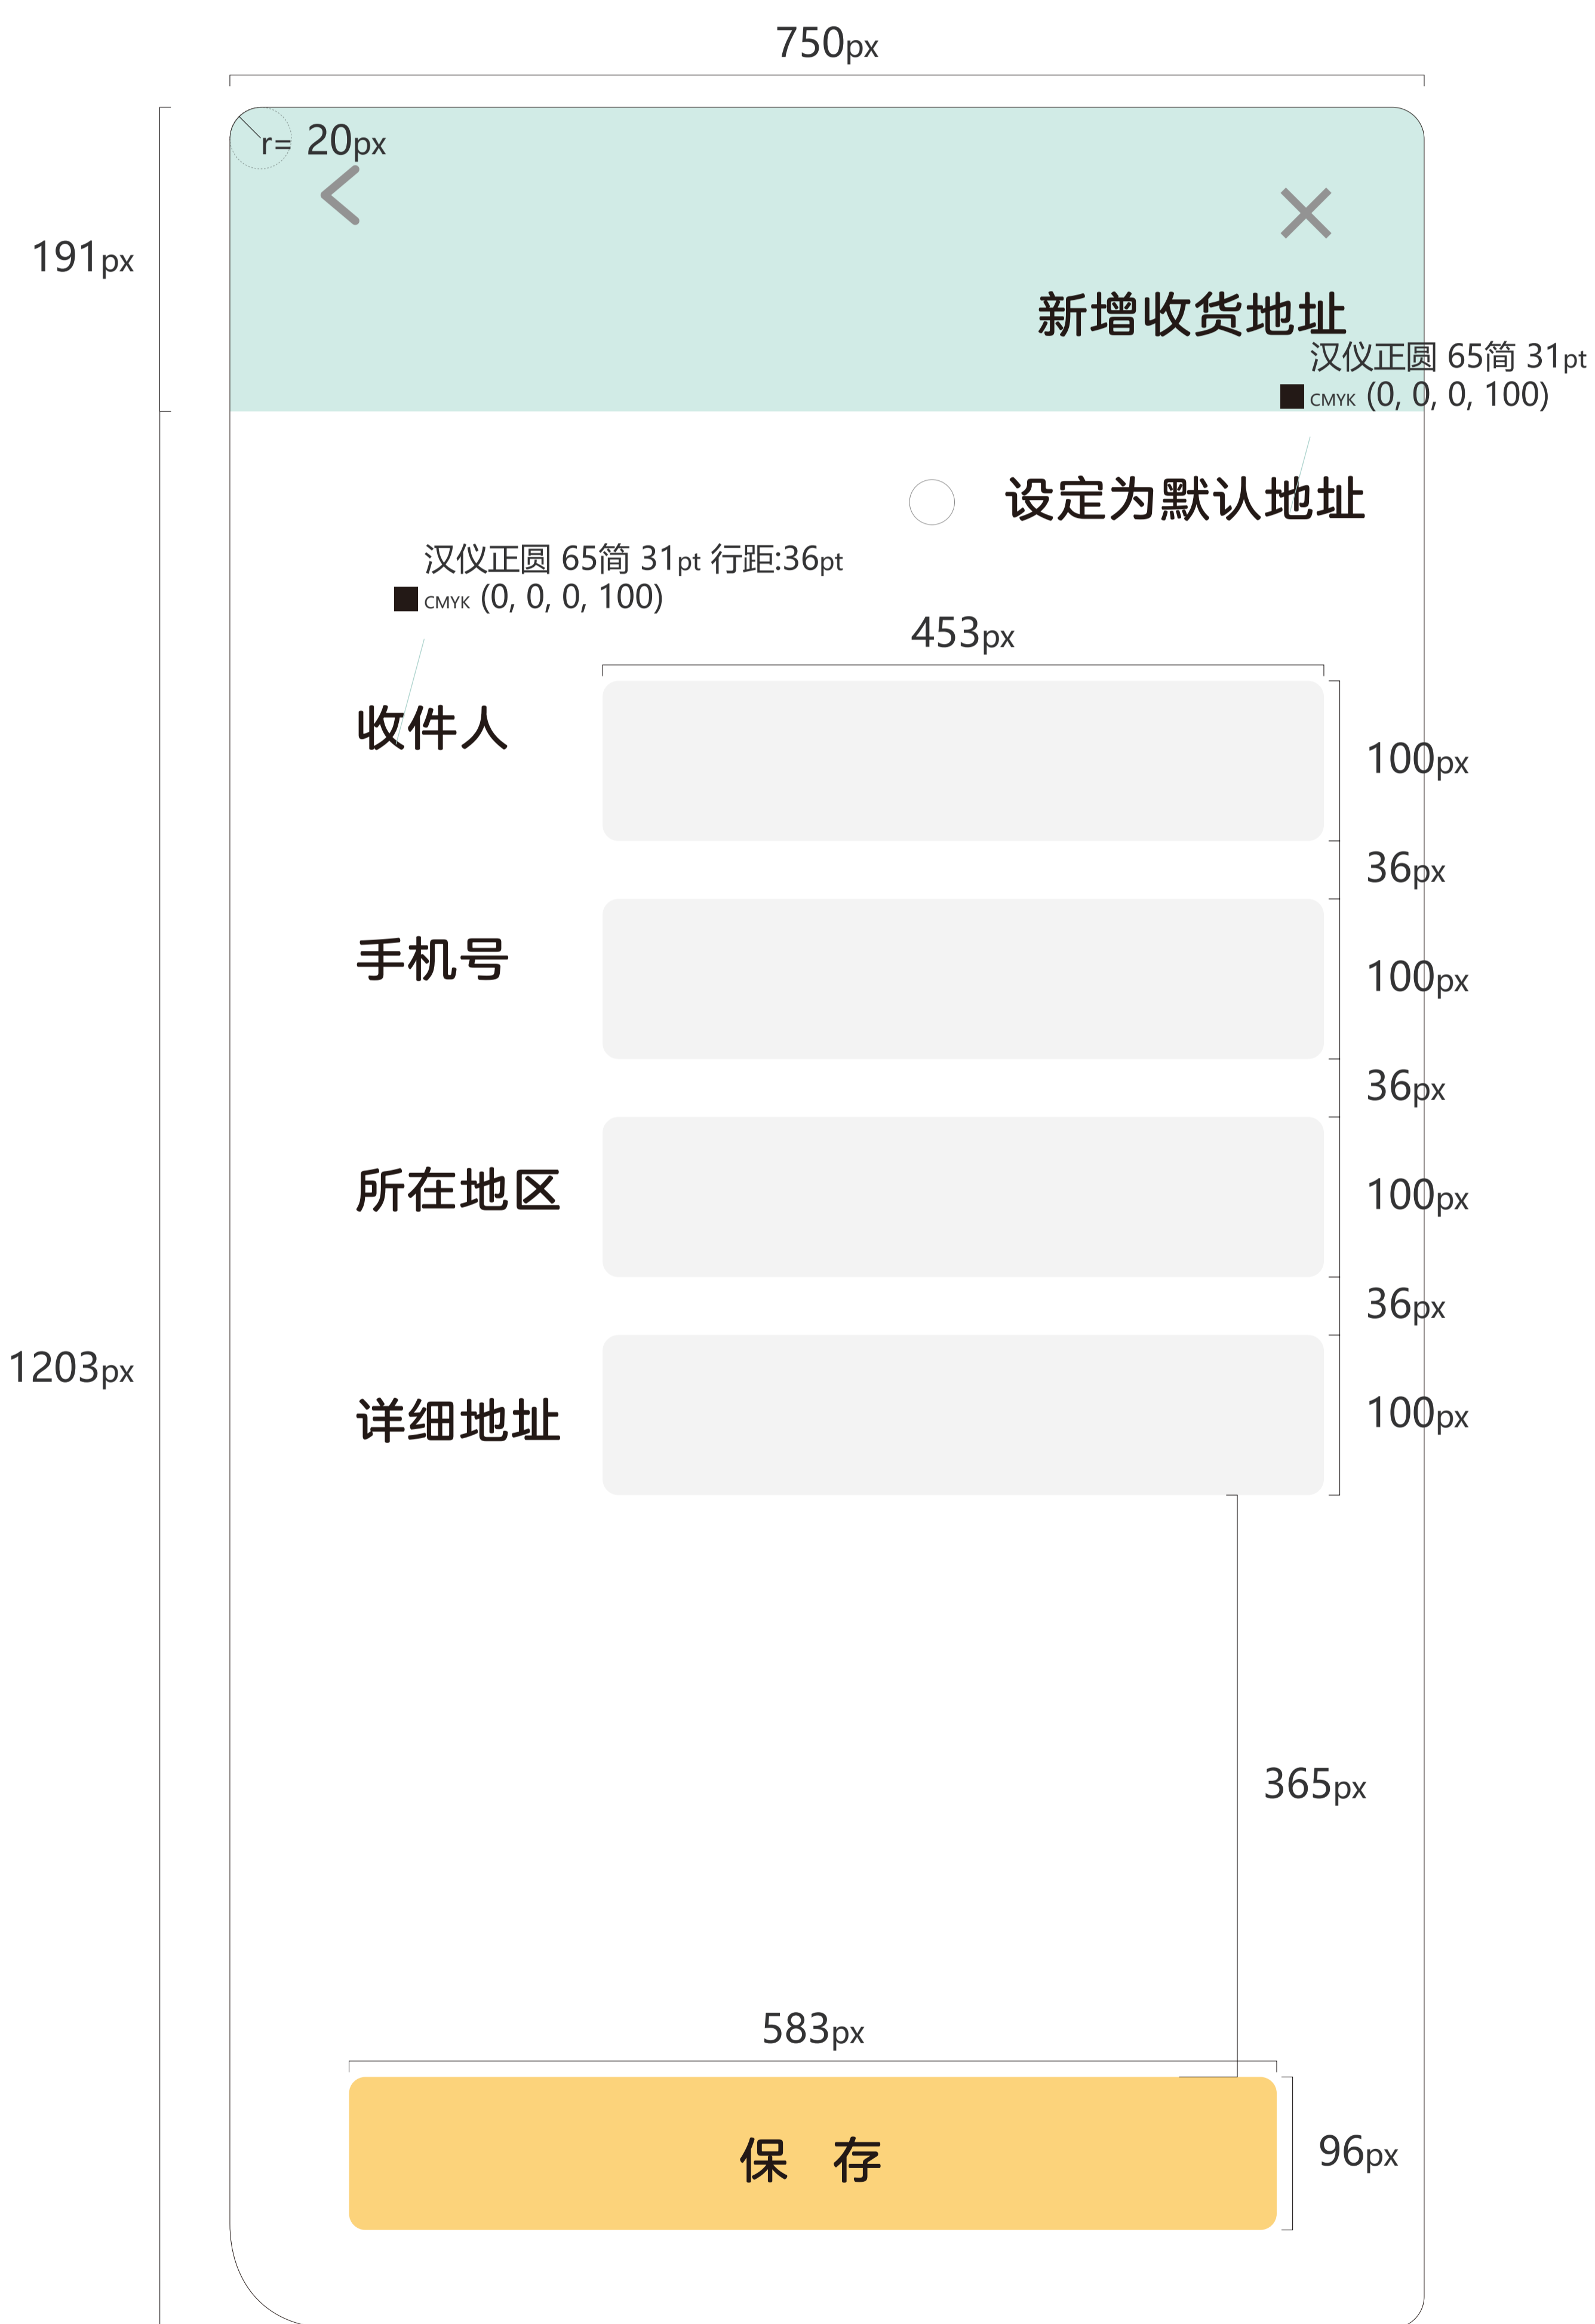 750px
r= 20px
191px
新增收货地址
汉仪正圆 65简 31pt
CMYK (0, 0, 0, 100)
设定为默认地址
汉仪正圆 65简 31pt 行距:36pt
CMYK (0, 0, 0, 100)
453px
收件人
100px
36px
手机号
100px
36px
所在地区
100px
36px
1203px
详细地址
100px
365px
583px
保 存
96px